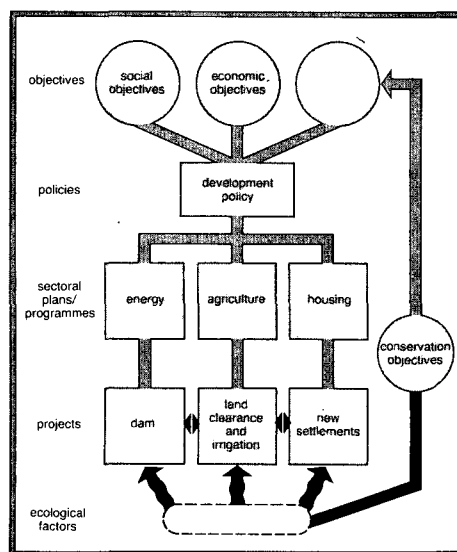 objectives
social
objectives
economic
objectives
policies
development
policy
sectoral
plans/
programmes
energy
agriculture
housing
conservation
objectives
projects
dam
land
clearance
and
irrigation
new
settlements
ecological
factors